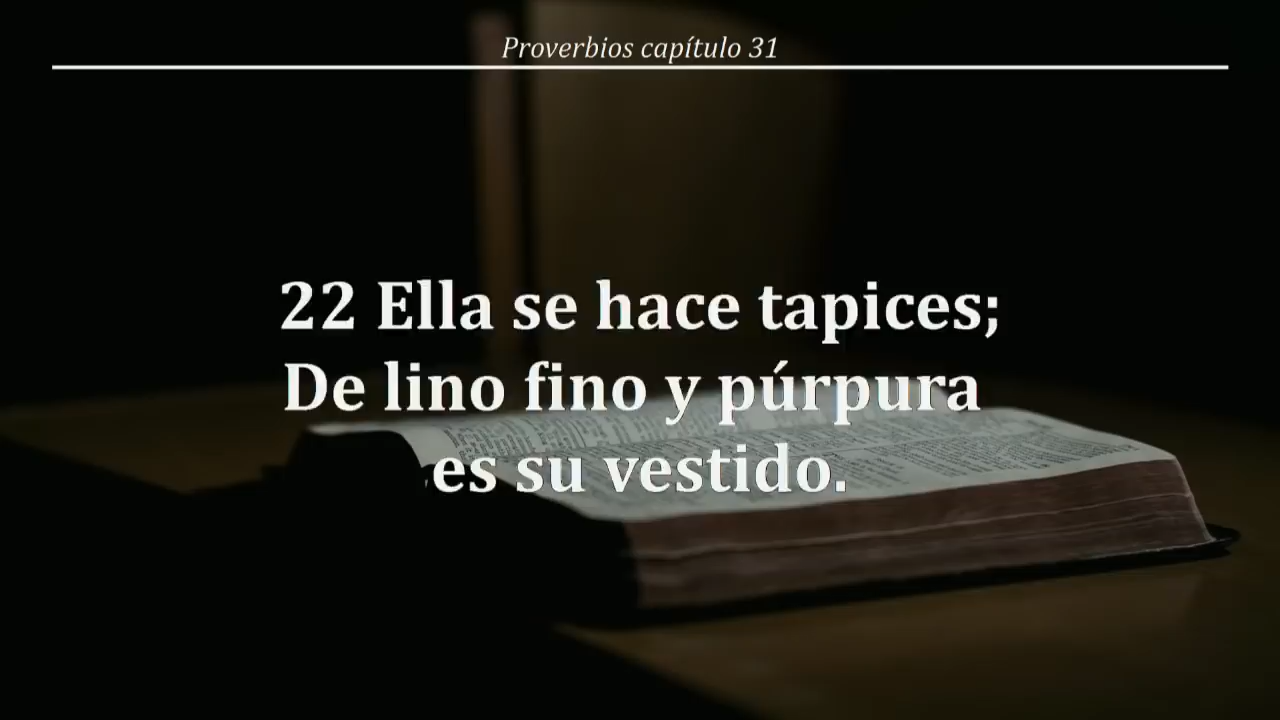 Proverbios capítulo 31
22 Ella se hace tapices;
De lino fino y púrpura
es su vestido.